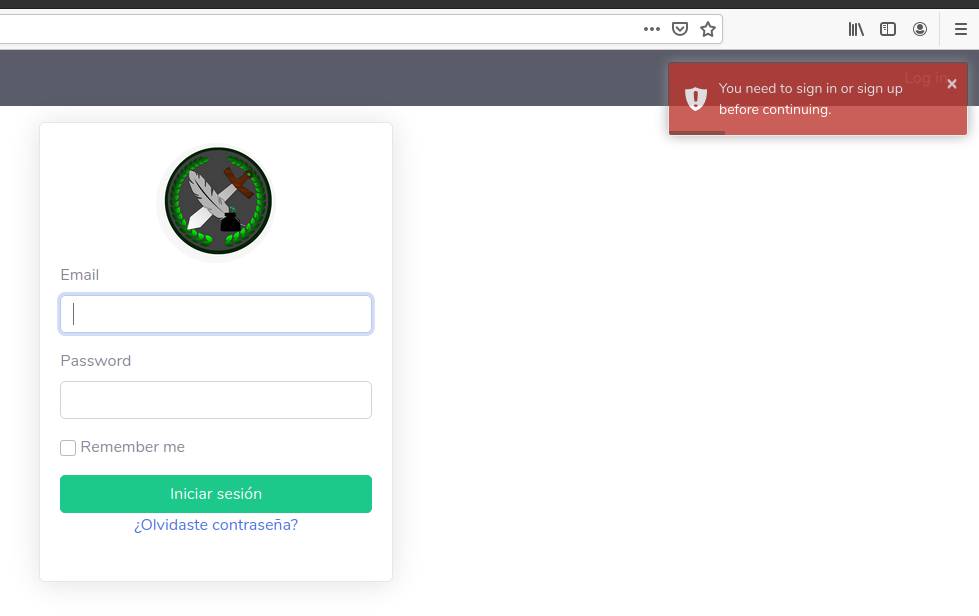 Log in
You need to sign in or sign up
before continuing.
Email
Password
Remember me
Iniciar sesión
¿Olvidaste contraseña?